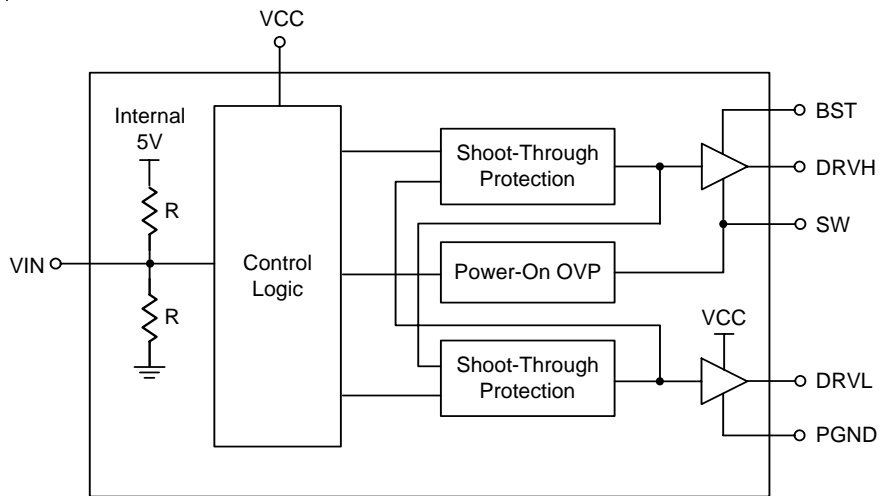 VCC
Internal
5V
R
VIN
R
Control
Logic
Shoot-Through
Protection
Power-On OVP
Shoot-Through
Protection
BST
DRVH
SW
VCC
DRVL
PGND